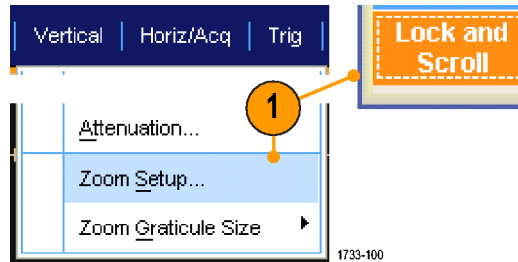 Vertical | Horiz/Acq | Trig |
Lock and
Scroll
1
Attenuation...
Zoom Setup...
Zoom Graticule Size
1733-100